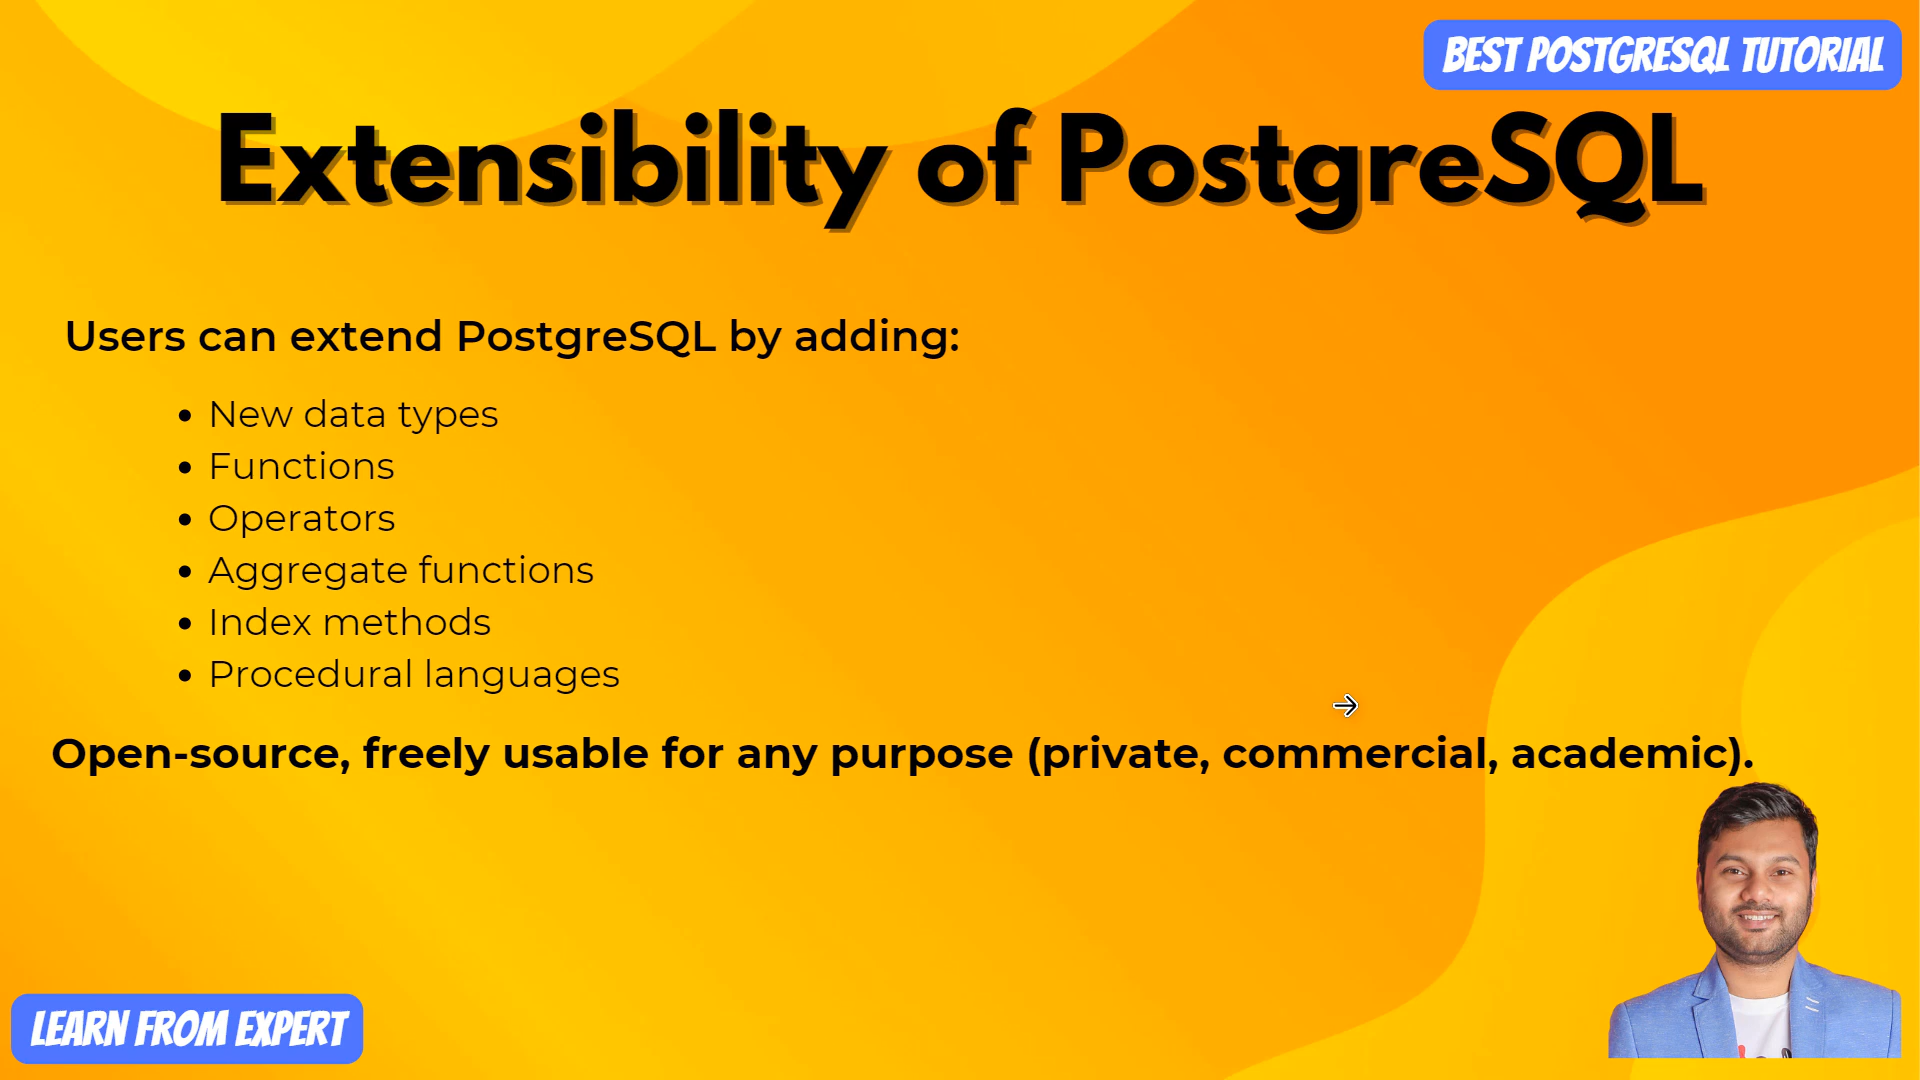 BEST POSTGRESQL TUTORIAL
Extensibility of PostgreSQL
Users can extend PostgreSQL by adding:
• New data types
• Functions
• Operators
• Aggregate functions
• Index methods
• Procedural languages
Open-source, freely usable for any purpose (private, commercial, academic).
LEARN FROM EXPERT